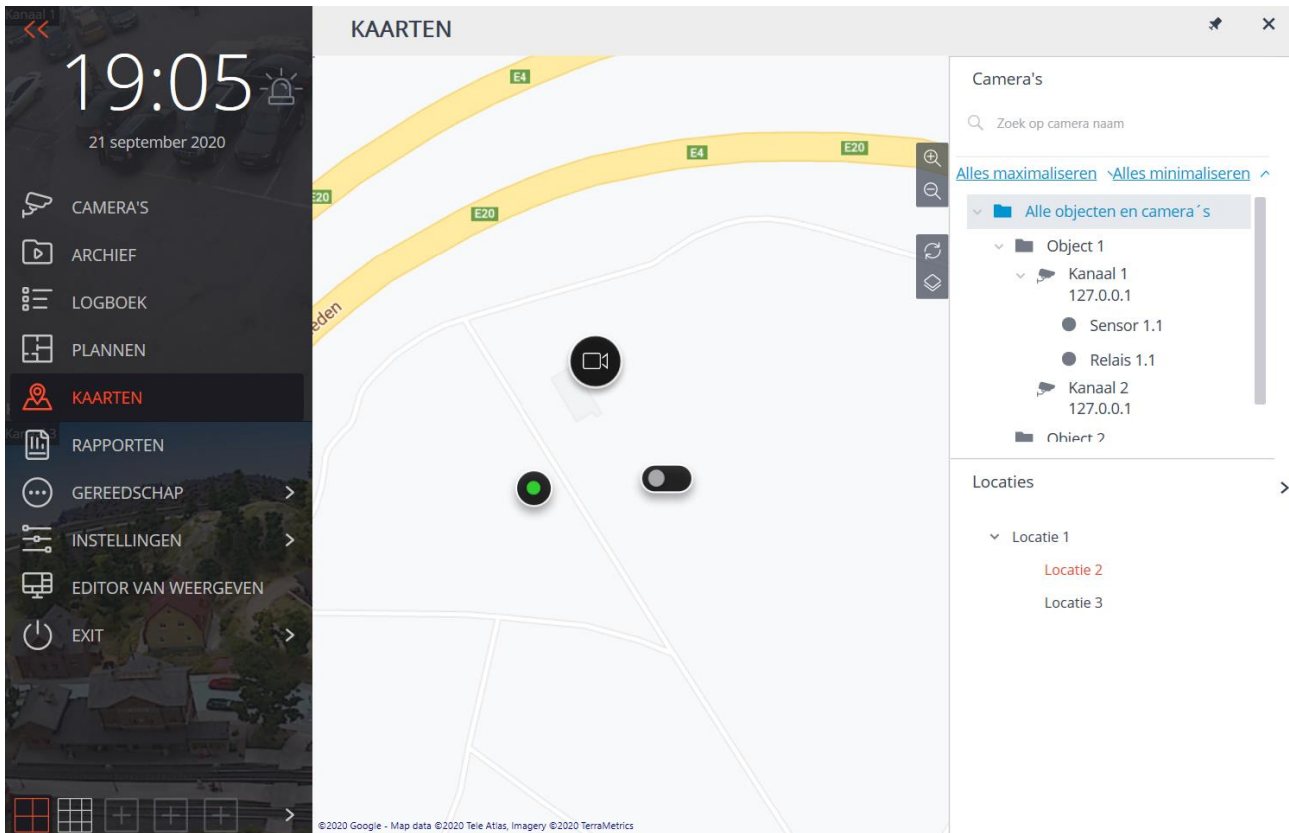 Kanaal 1
<<
19:05
21 september 2020
CAMERA'S
ARCHIEF
LOGBOEK
PLANNEN
KAARTEN
RAPPORTEN
GEREEDSCHAP
INSTELLINGEN
EDITOR VAN WEERGEVEN
EXIT
KAARTEN
E4
E4
E20
E20
E20
eden
©2020 Google - Map data ©2020 Tele Atlas, Imagery ©2020 TerraMetrics
Camera's
Zoek op camera naam
Alles maximaliseren Alles minimaliseren
Alle objecten en camera´s
Object 1
Kanaal 1
127.0.0.1
Sensor 1.1
Relais 1.1
Kanaal 2
127.0.0.1
Object 2
Locaties
Locatie 1
Locatie 2
Locatie 3